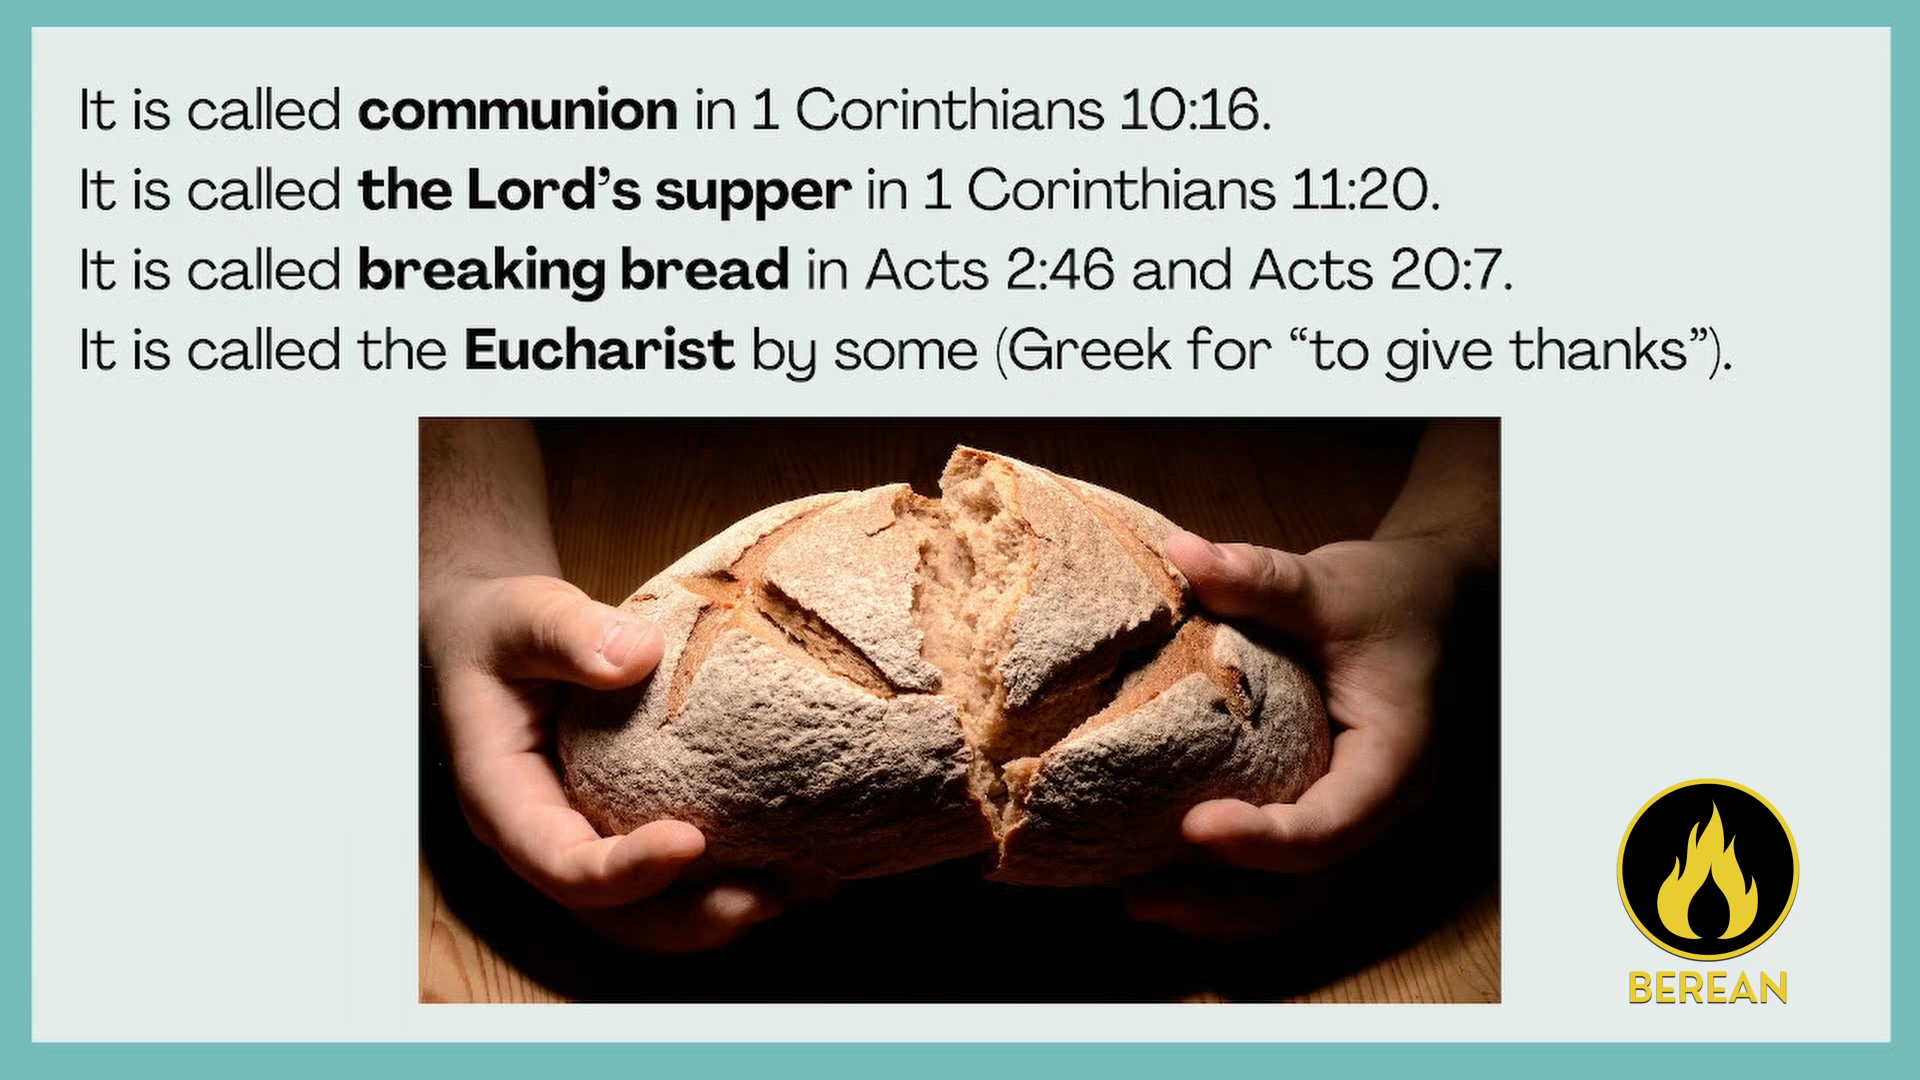 It is called communion in 1 Corinthians 10:16.
It is called the Lord’s supper in 1 Corinthians 11:20.
It is called breaking bread in Acts 2:46 and Acts 20:7.
It is called the Eucharist by some (Greek for “to give thanks”).
BEREAN